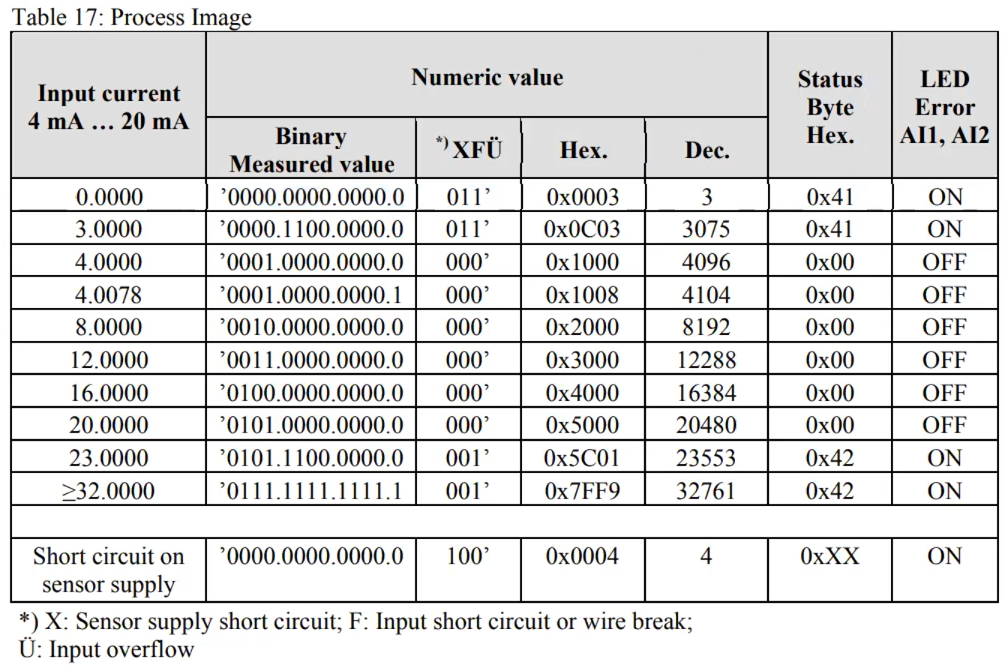 Table 17: Process Image
Input current
4 mA … 20 mA
Numeric value
Status
Byte
Hex.
LED
Error
AI1, AI2
Binary
Measured value
*) XFÜ
Hex.
Dec.
0.0000 ’0000.0000.0000.0 011’ 0x0003 3 0x41 ON
3.0000 ’0000.1100.0000.0 011’ 0x0C03 3075 0x41 ON
4.0000 ’0001.0000.0000.0 000’ 0x1000 4096 0x00 OFF
4.0078 ’0001.0000.0000.1 000’ 0x1008 4104 0x00 OFF
8.0000 ’0010.0000.0000.0 000’ 0x2000 8192 0x00 OFF
12.0000 ’0011.0000.0000.0 000’ 0x3000 12288 0x00 OFF
16.0000 ’0100.0000.0000.0 000’ 0x4000 16384 0x00 OFF
20.0000 ’0101.0000.0000.0 000’ 0x5000 20480 0x00 OFF
23.0000 ’0101.1100.0000.0 001’ 0x5C01 23553 0x42 ON
≥32.0000 ’0111.1111.1111.1 001’ 0x7FF9 32761 0x42 ON
Short circuit on
sensor supply
’0000.0000.0000.0 100’ 0x0004 4 0xXX ON
*) X: Sensor supply short circuit; F: Input short circuit or wire break;
Ü: Input overflow